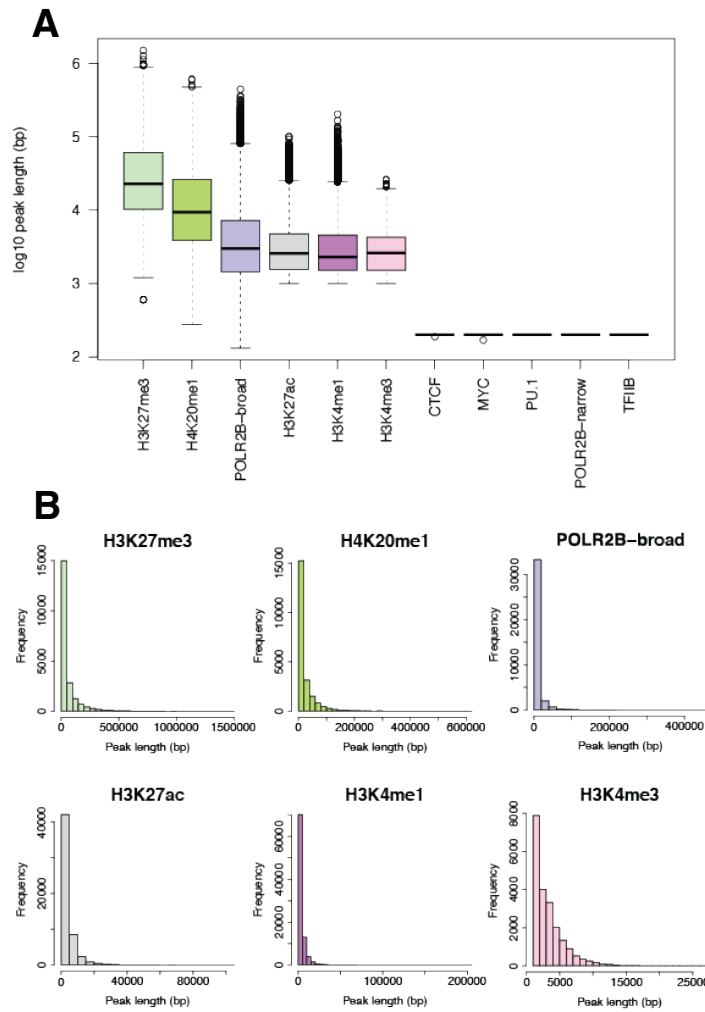 A
log10 peak length (bp)
6
5
4
3
2
H3K27me3
H4K20me1
POLR2B−broad
H3K27ac
H3K4me1
H3K4me3
CTCF
MYC
PU.1
POLR2B−narrow
TFIIB
B
H3K27me3
Frequency
0 5000 10000 15000
0 500000 1000000 1500000
Peak length (bp)
H4K20me1
Frequency
0 5000 10000 15000
0 200000 400000 600000
Peak length (bp)
POLR2B−broad
Frequency
0 10000 20000 30000
0 200000 400000
Peak length (bp)
H3K27ac
Frequency
0 20000 40000
0 40000 80000
Peak length (bp)
H3K4me1
Frequency
0 20000 40000 60000
0 100000 200000
Peak length (bp)
H3K4me3
Frequency
0 2000 4000 6000 8000
0 5000 15000 25000
Peak length (bp)